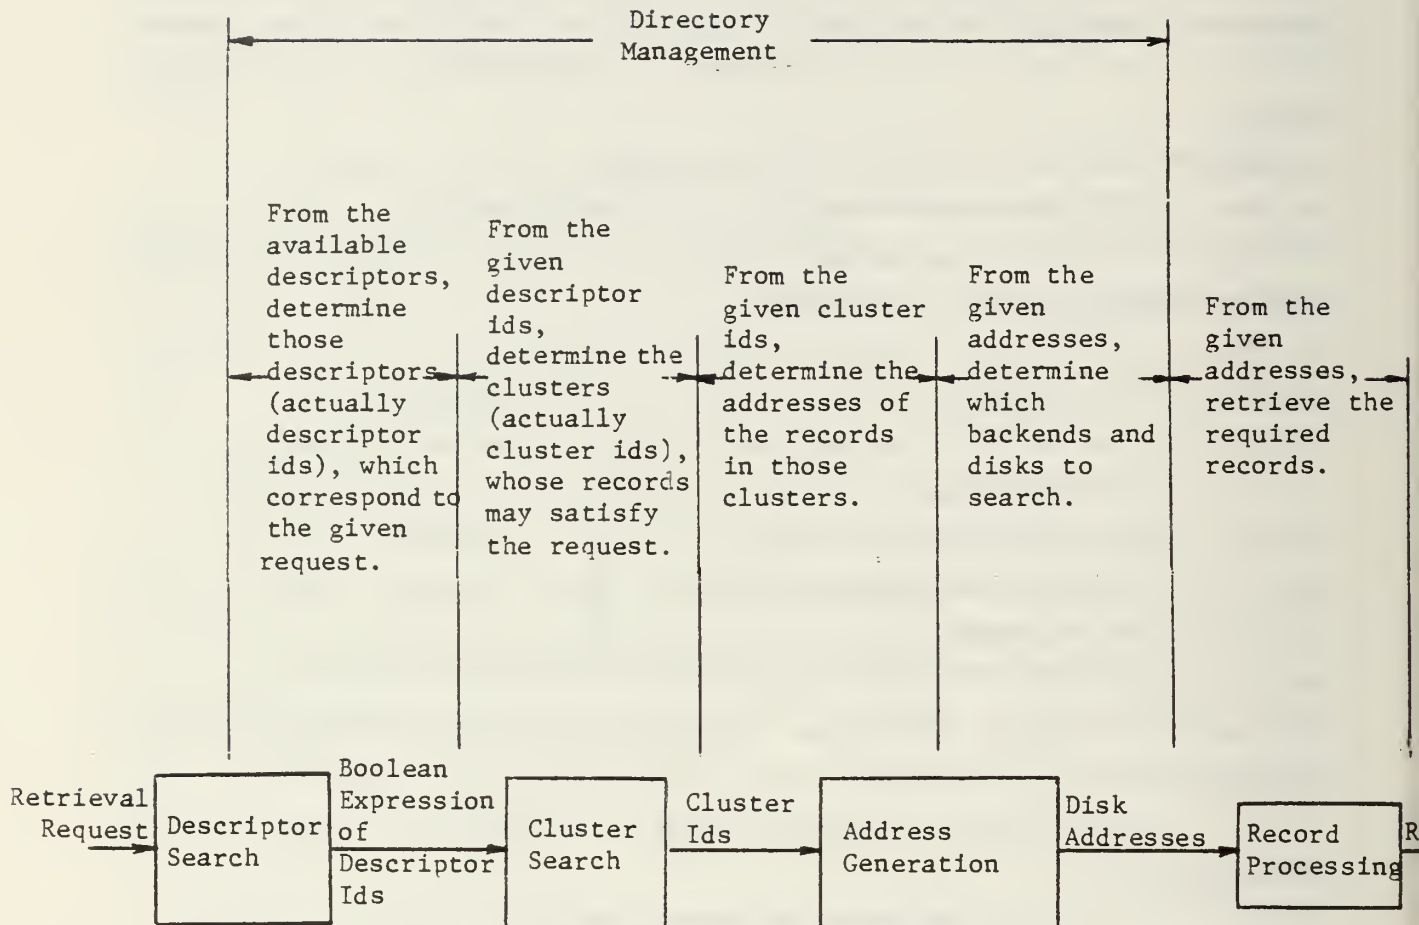 Directory
Management
From the
available
descriptors,
determine
those
descriptors
(actually
descriptor
ids), which
correspond to
the given
request.
From the
given
descriptor
ids,
determine the
clusters
(actually
cluster ids),
whose records
may satisfy
the request.
From the
given cluster
ids,
determine the
addresses of
the records
in those
clusters.
From the
given
addresses,
determine
which
backends and
disks to
search.
From the
given
addresses,
retrieve the
required
records.
Retrieval
Request
Descriptor
Search
Boolean
Expression
of
Descriptor
Ids
Cluster
Search
Cluster
Ids
Address
Generation
Disk
Addresses
Record
Processing